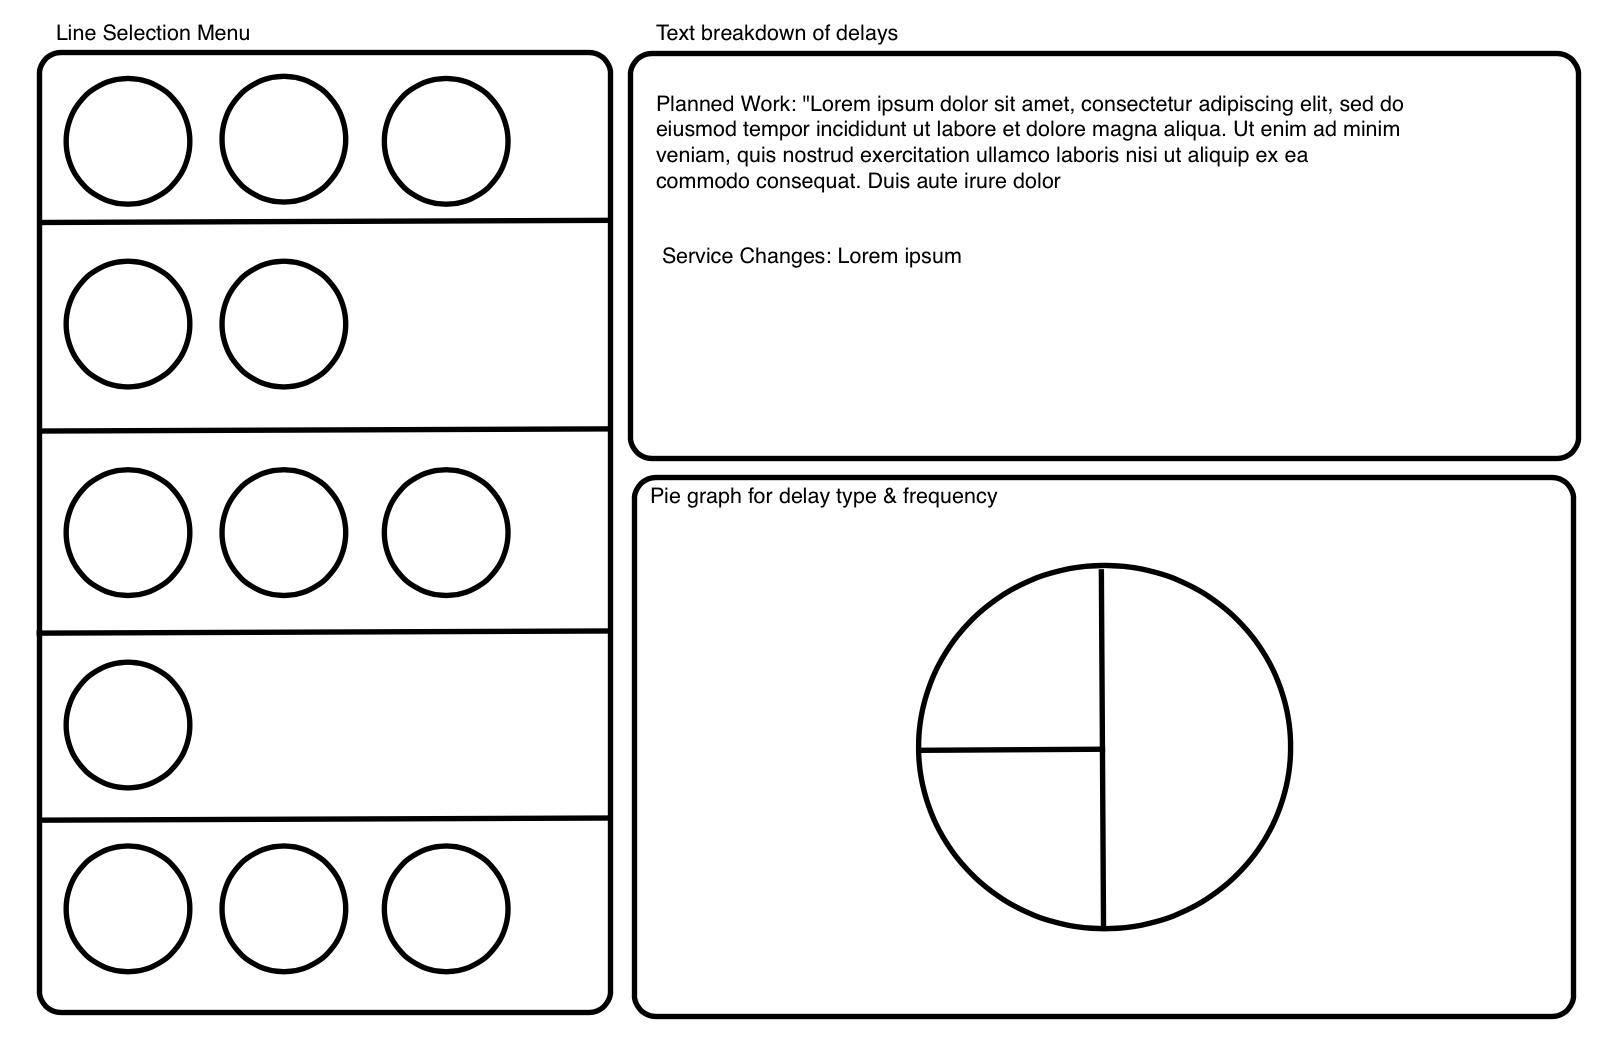 Line Selection Menu
Text breakdown of delays
Planned Work: "Lorem ipsum dolor sit amet, consectetur adipiscing elit, sed do
eiusmod tempor incididunt ut labore et dolore magna aliqua. Ut enim ad minim
veniam, quis nostrud exercitation ullamco laboris nisi ut aliquip ex ea
commodo consequat. Duis aute irure dolor
Service Changes: Lorem ipsum
Pie graph for delay type & frequency